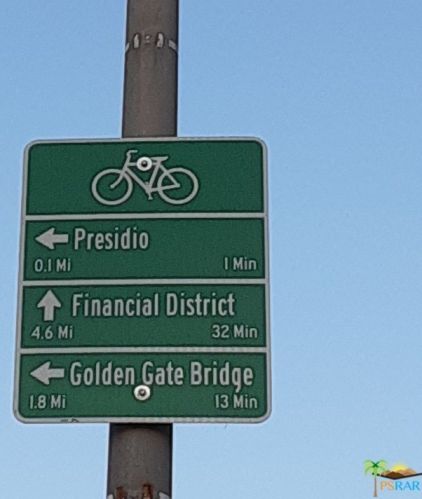 Presidio
0.1 Mi 1 Min
Financial District
4.6 Mi 32 Min
Golden Gate Bridge
1.8 Mi 13 Min
PSRAR